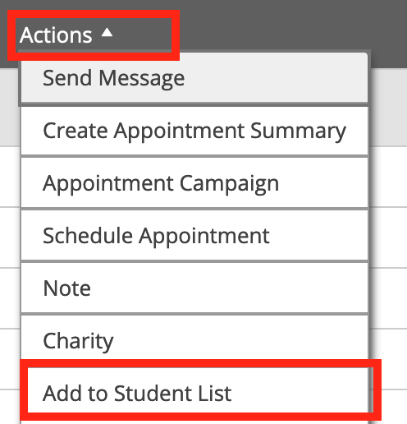 Actions ▲
Send Message
Create Appointment Summary
Appointment Campaign
Schedule Appointment
Note
Charity
Add to Student List